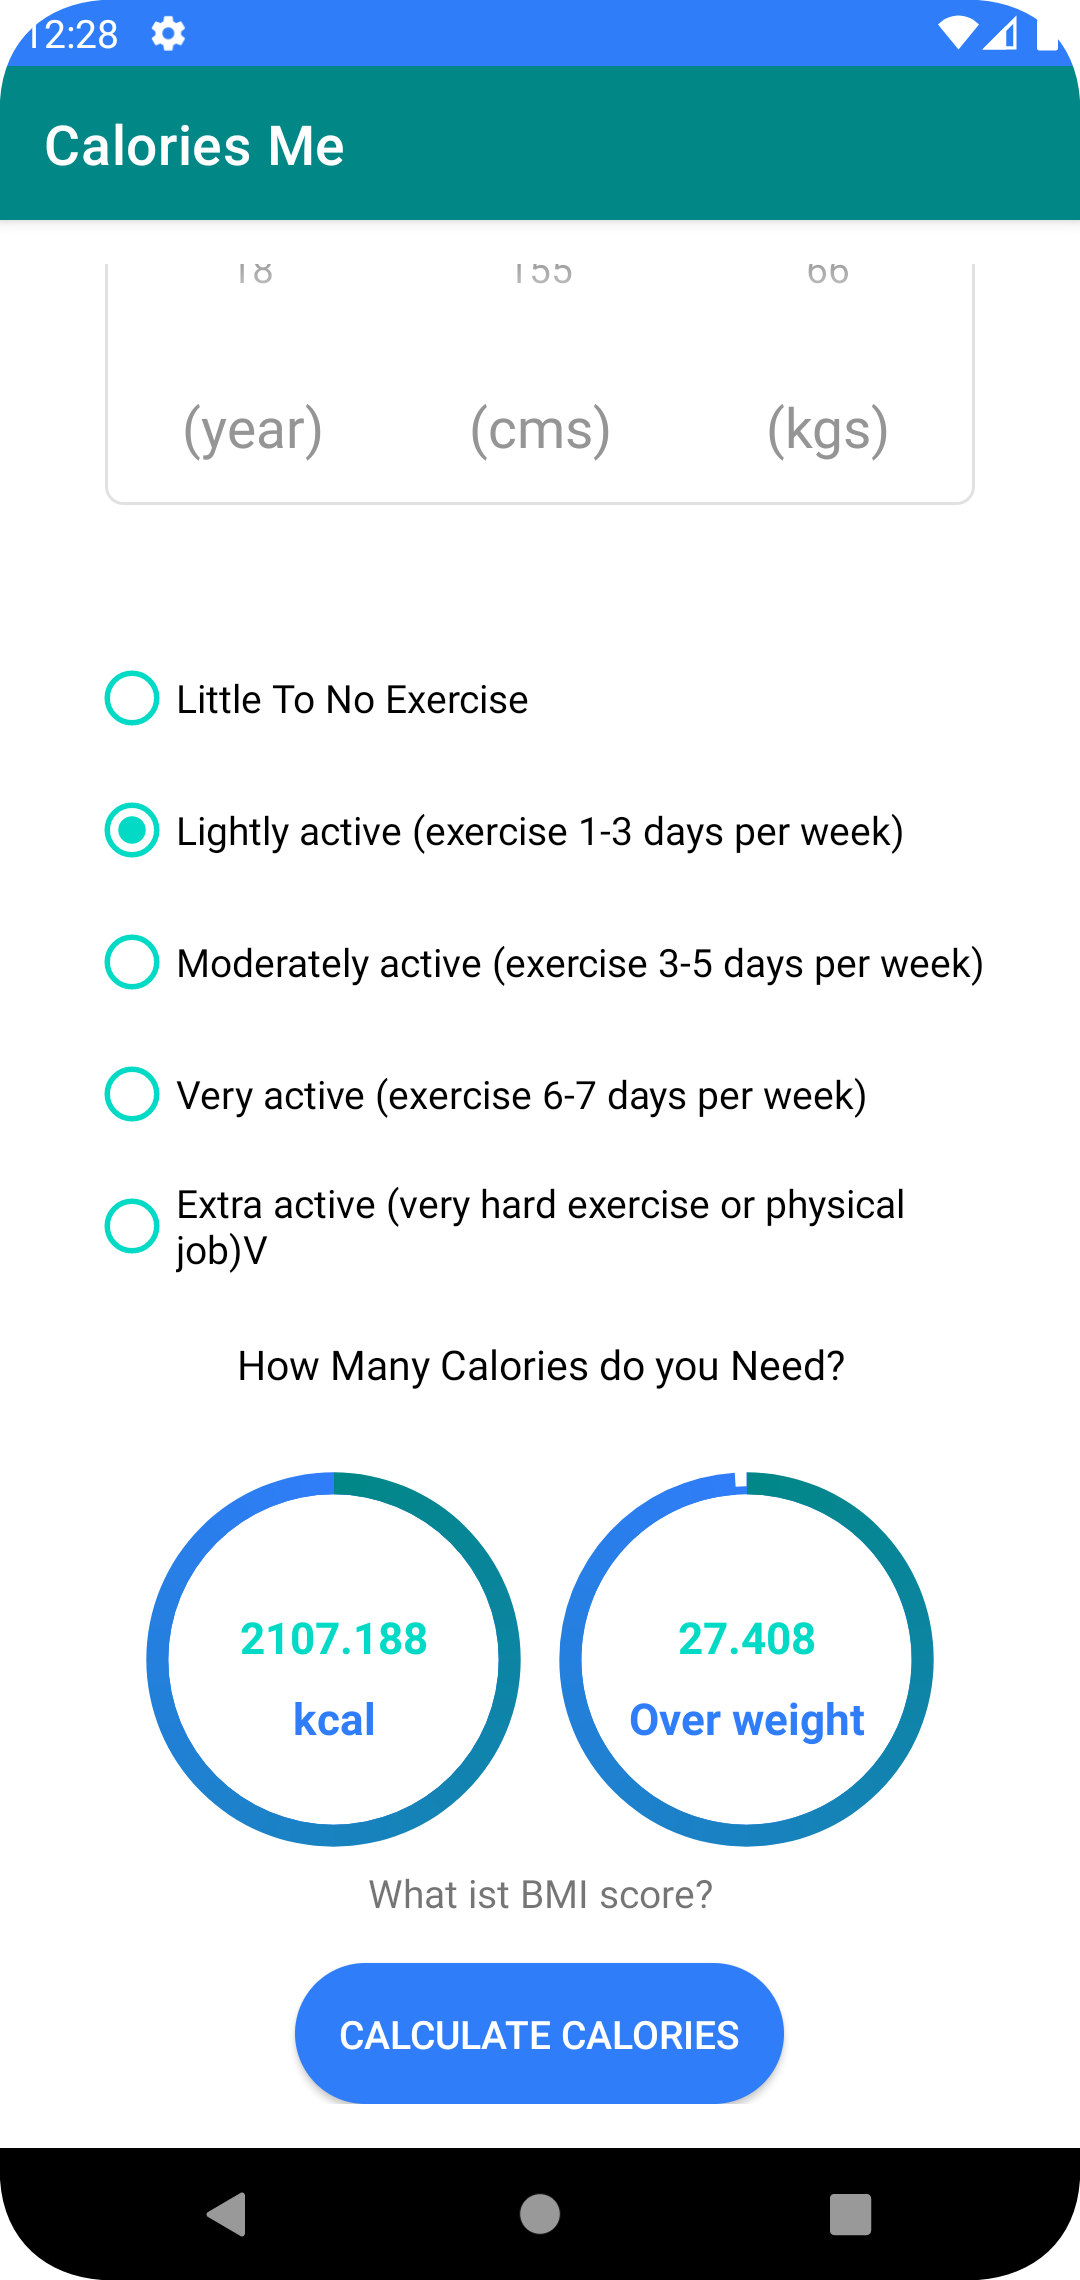 12:28
Calories Me
18 155 66
(year) (cms) (kgs)
Little To No Exercise
Lightly active (exercise 1-3 days per week)
Moderately active (exercise 3-5 days per week)
Very active (exercise 6-7 days per week)
Extra active (very hard exercise or physical
job)V
How Many Calories do you Need?
2107.188 27.408
kcal Over weight
What ist BMI score?
CALCULATE CALORIES